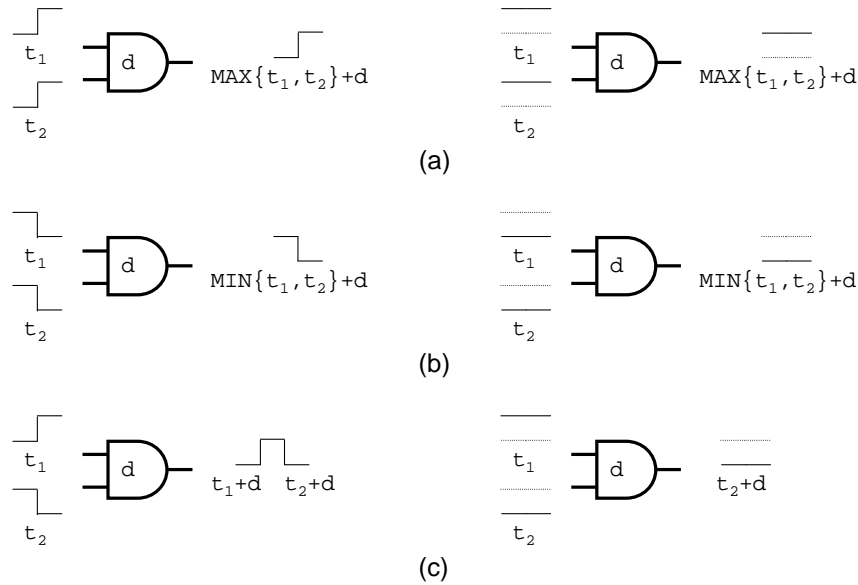 t₁ d t₁ d
MAX{t₁,t₂}+d MAX{t₁,t₂}+d
t₂ t₂
(a)
t₁ d t₁ d
MIN{t₁,t₂}+d MIN{t₁,t₂}+d
t₂ t₂
(b)
t₁ d t₁ d
t₁+d t₂+d t₂+d
t₂ t₂
(c)